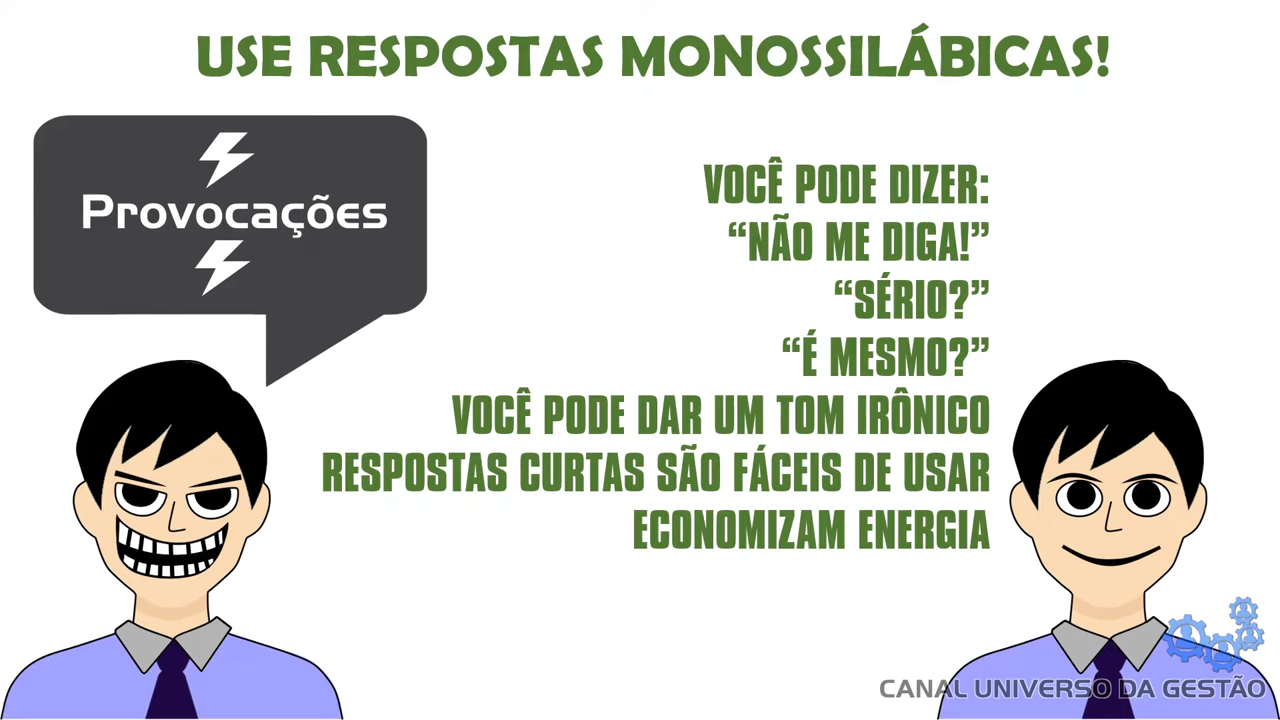 USE RESPOSTAS MONOSSILÁBICAS!
Provocações
VOCÊ PODE DIZER:
“NÃO ME DIGA!”
“SÉRIO?”
“É MESMO?”
VOCÊ PODE DAR UM TOM IRÔNICO
RESPOSTAS CURTAS SÃO FÁCEIS DE USAR
ECONOMIZAM ENERGIA
CANAL UNIVERSO DA GESTÃO